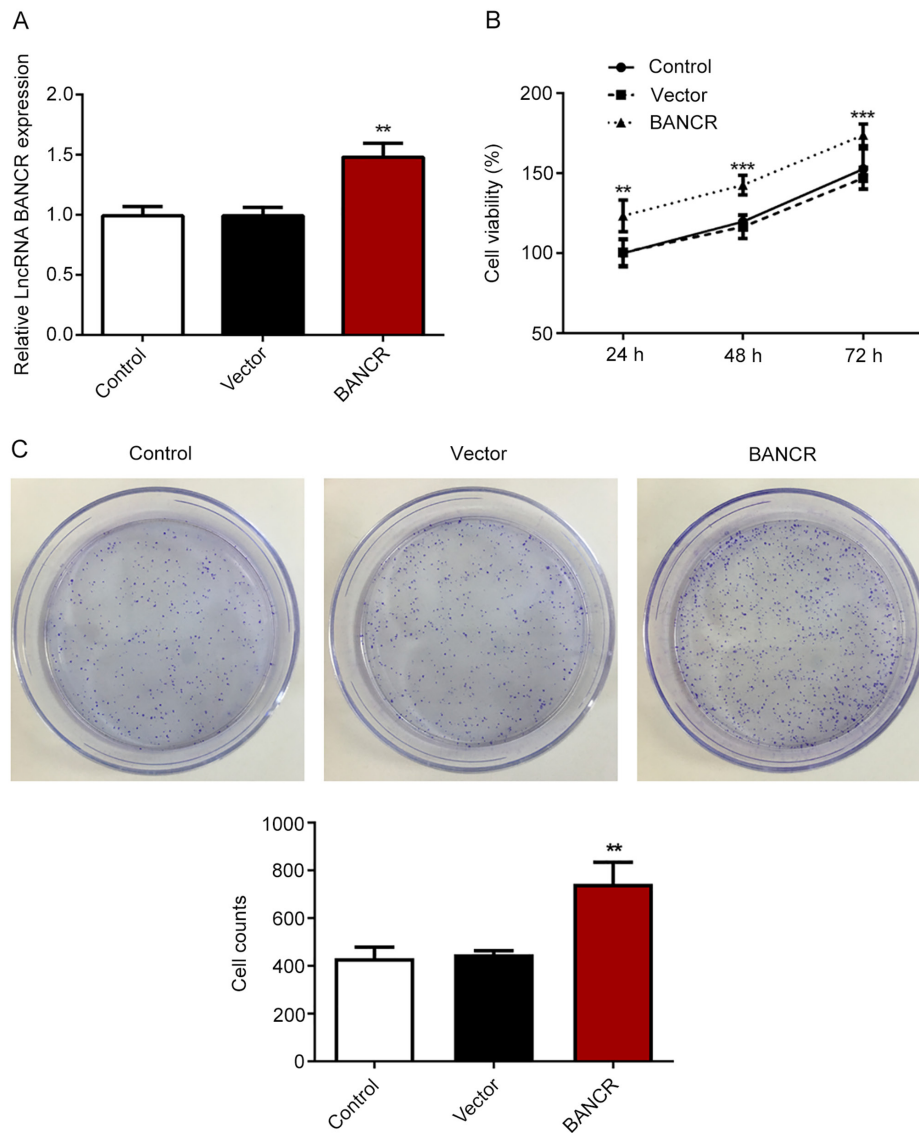 A
Relative LncRNA BANCR expression
2.0
1.5
1.0
0.5
0.0
**
Control
Vector
BANCR
B
Control
Vector
BANCR
Cell viability (%)
200
150
100
50
**
***
***
24 h
48 h
72 h
C
Control
Vector
BANCR
Cell counts
1000
800
600
400
200
0
**
Control
Vector
BANCR